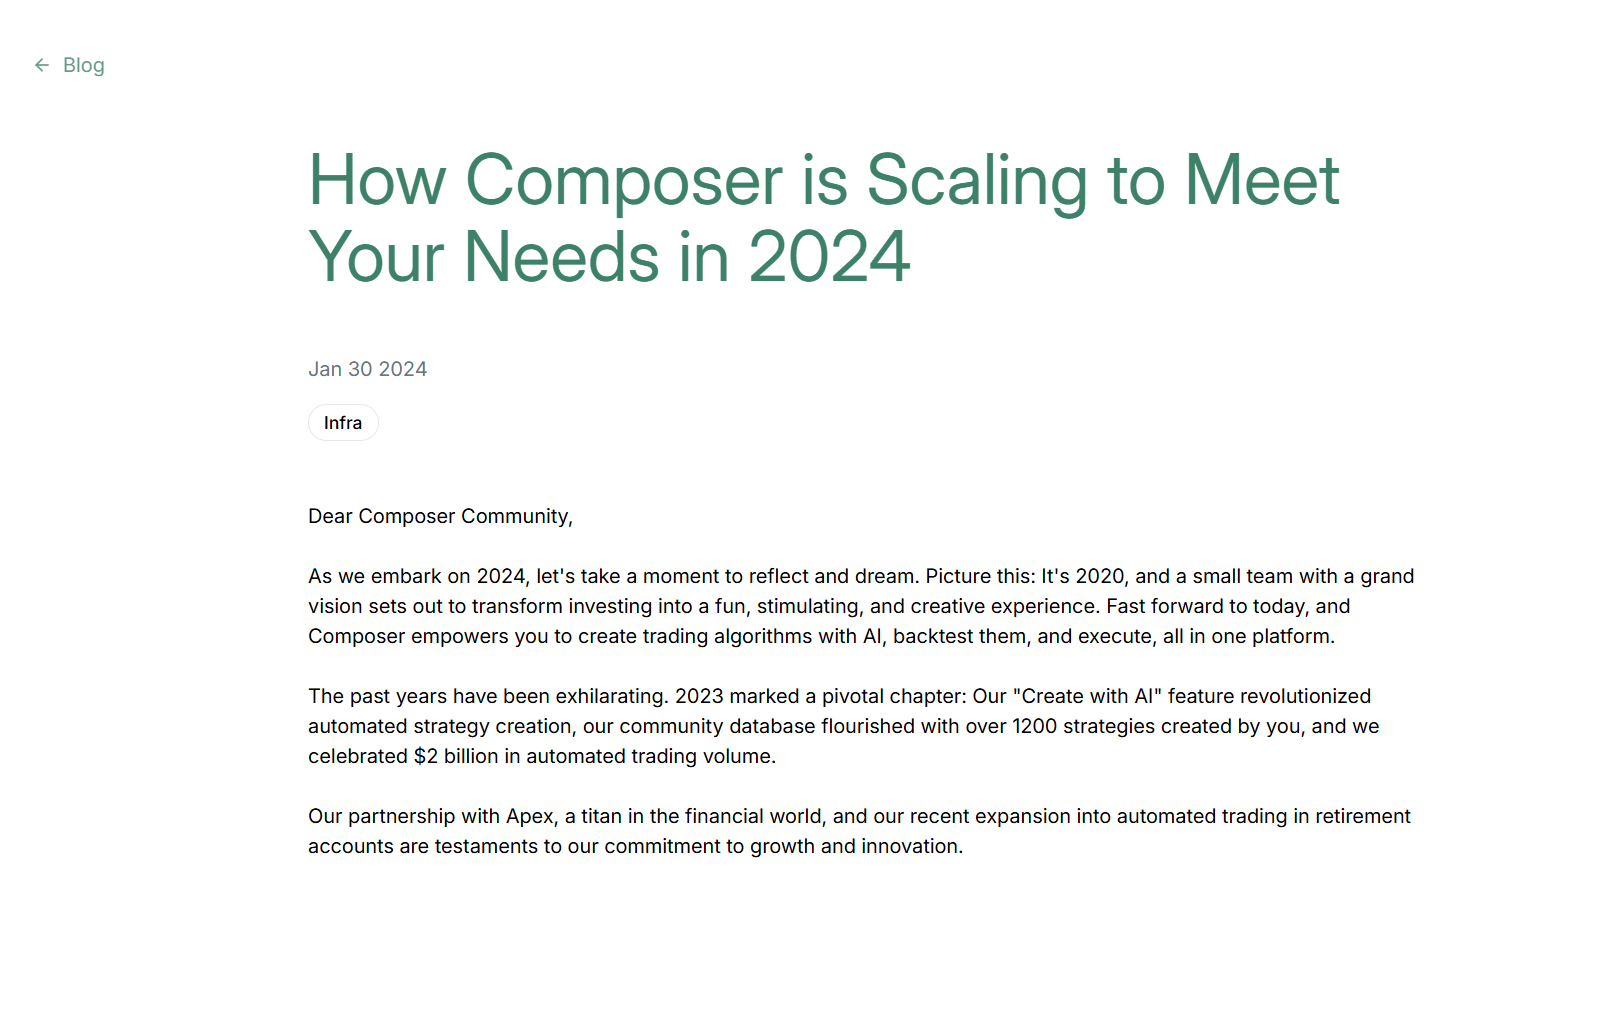 Blog
How Composer is Scaling to Meet
Your Needs in 2024
Jan 30 2024
Infra
Dear Composer Community,
As we embark on 2024, let's take a moment to reflect and dream. Picture this: It's 2020, and a small team with a grand
vision sets out to transform investing into a fun, stimulating, and creative experience. Fast forward to today, and
Composer empowers you to create trading algorithms with AI, backtest them, and execute, all in one platform.
The past years have been exhilarating. 2023 marked a pivotal chapter: Our "Create with AI" feature revolutionized
automated strategy creation, our community database flourished with over 1200 strategies created by you, and we
celebrated $2 billion in automated trading volume.
Our partnership with Apex, a titan in the financial world, and our recent expansion into automated trading in retirement
accounts are testaments to our commitment to growth and innovation.